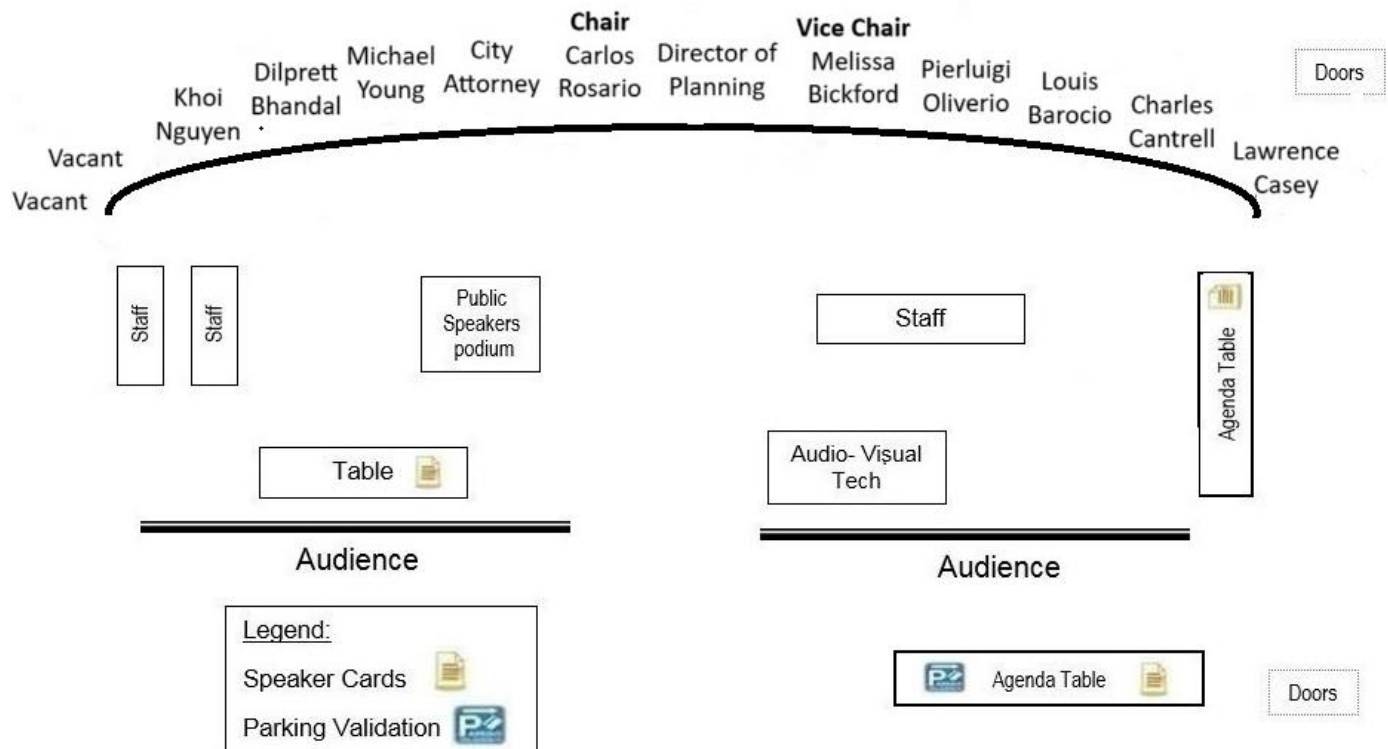 Vacant
Vacant
Khoi
Nguyen
Dilprett
Bhandal
Michael
Young
City
Attorney
Chair
Carlos
Rosario
Director of
Planning
Vice Chair
Melissa
Bickford
Pierluigi
Oliverio
Louis
Barocio
Charles
Cantrell
Lawrence
Casey
Doors
Staff
Staff
Public
Speakers
podium
Staff
Agenda Table
Table
Audio- Visual
Tech
Audience
Audience
Legend:
Speaker Cards
Parking Validation
Agenda Table
Doors